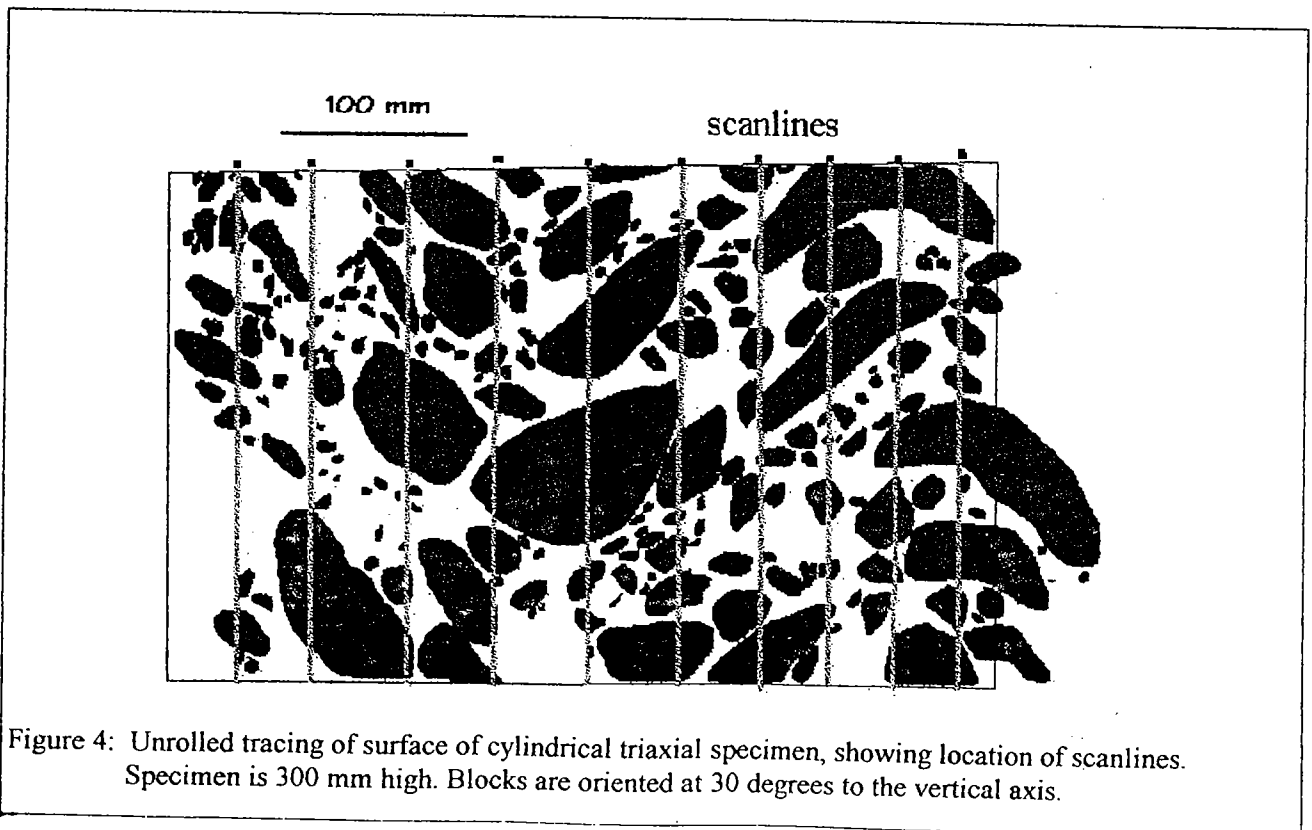 100 mm
scanlines
Figure 4: Unrolled tracing of surface of cylindrical triaxial specimen, showing location of scanlines.
Specimen is 300 mm high. Blocks are oriented at 30 degrees to the vertical axis.